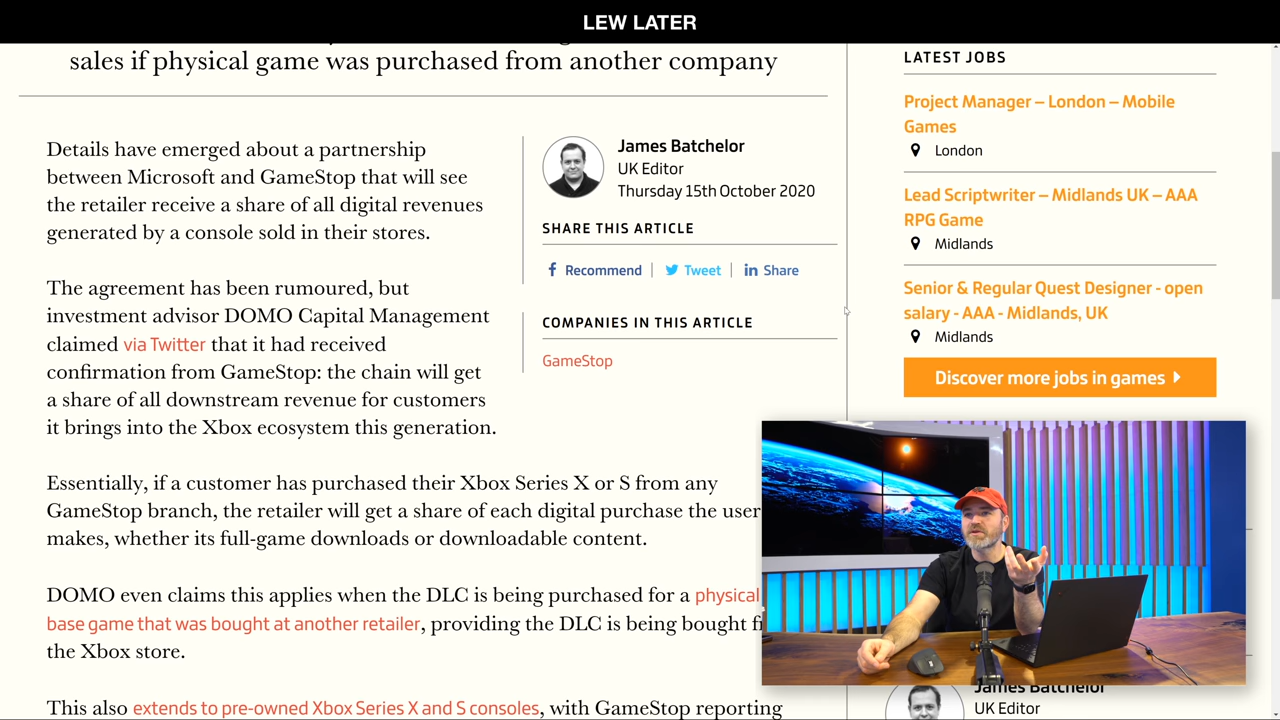 LEW LATER
sales if physical game was purchased from another company
Details have emerged about a partnership
between Microsoft and GameStop that will see
the retailer receive a share of all digital revenues
generated by a console sold in their stores.
The agreement has been rumoured, but
investment advisor DOMO Capital Management
claimed via Twitter that it had received
confirmation from GameStop: the chain will get
a share of all downstream revenue for customers
it brings into the Xbox ecosystem this generation.
Essentially, if a customer has purchased their Xbox Series X or S from any
GameStop branch, the retailer will get a share of each digital purchase the user
makes, whether its full-game downloads or downloadable content.
DOMO even claims this applies when the DLC is being purchased for a physical
base game that was bought at another retailer, providing the DLC is being bought
the Xbox store.
This also extends to pre-owned Xbox Series X and S consoles, with GameStop reporting
James Batchelor
UK Editor
Thursday 15th October 2020
SHARE THIS ARTICLE
Recommend
Tweet
Share
COMPANIES IN THIS ARTICLE
GameStop
LATEST JOBS
Project Manager – London – Mobile
Games
London
Lead Scriptwriter – Midlands UK – AAA
RPG Game
Midlands
Senior & Regular Quest Designer - open
salary - AAA - Midlands, UK
Midlands
Discover more jobs in games
James Batchelor
UK Editor